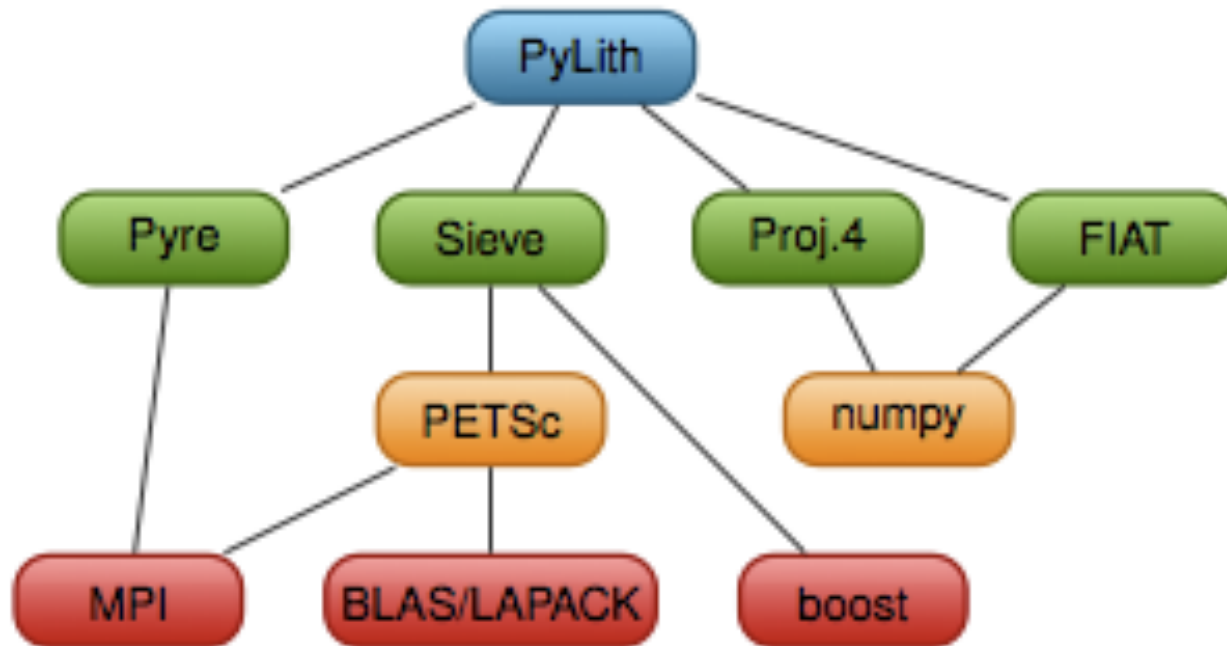 PyLith
Pyre
Sieve
Proj.4
FIAT
PETSc
numpy
MPI
BLAS/LAPACK
boost